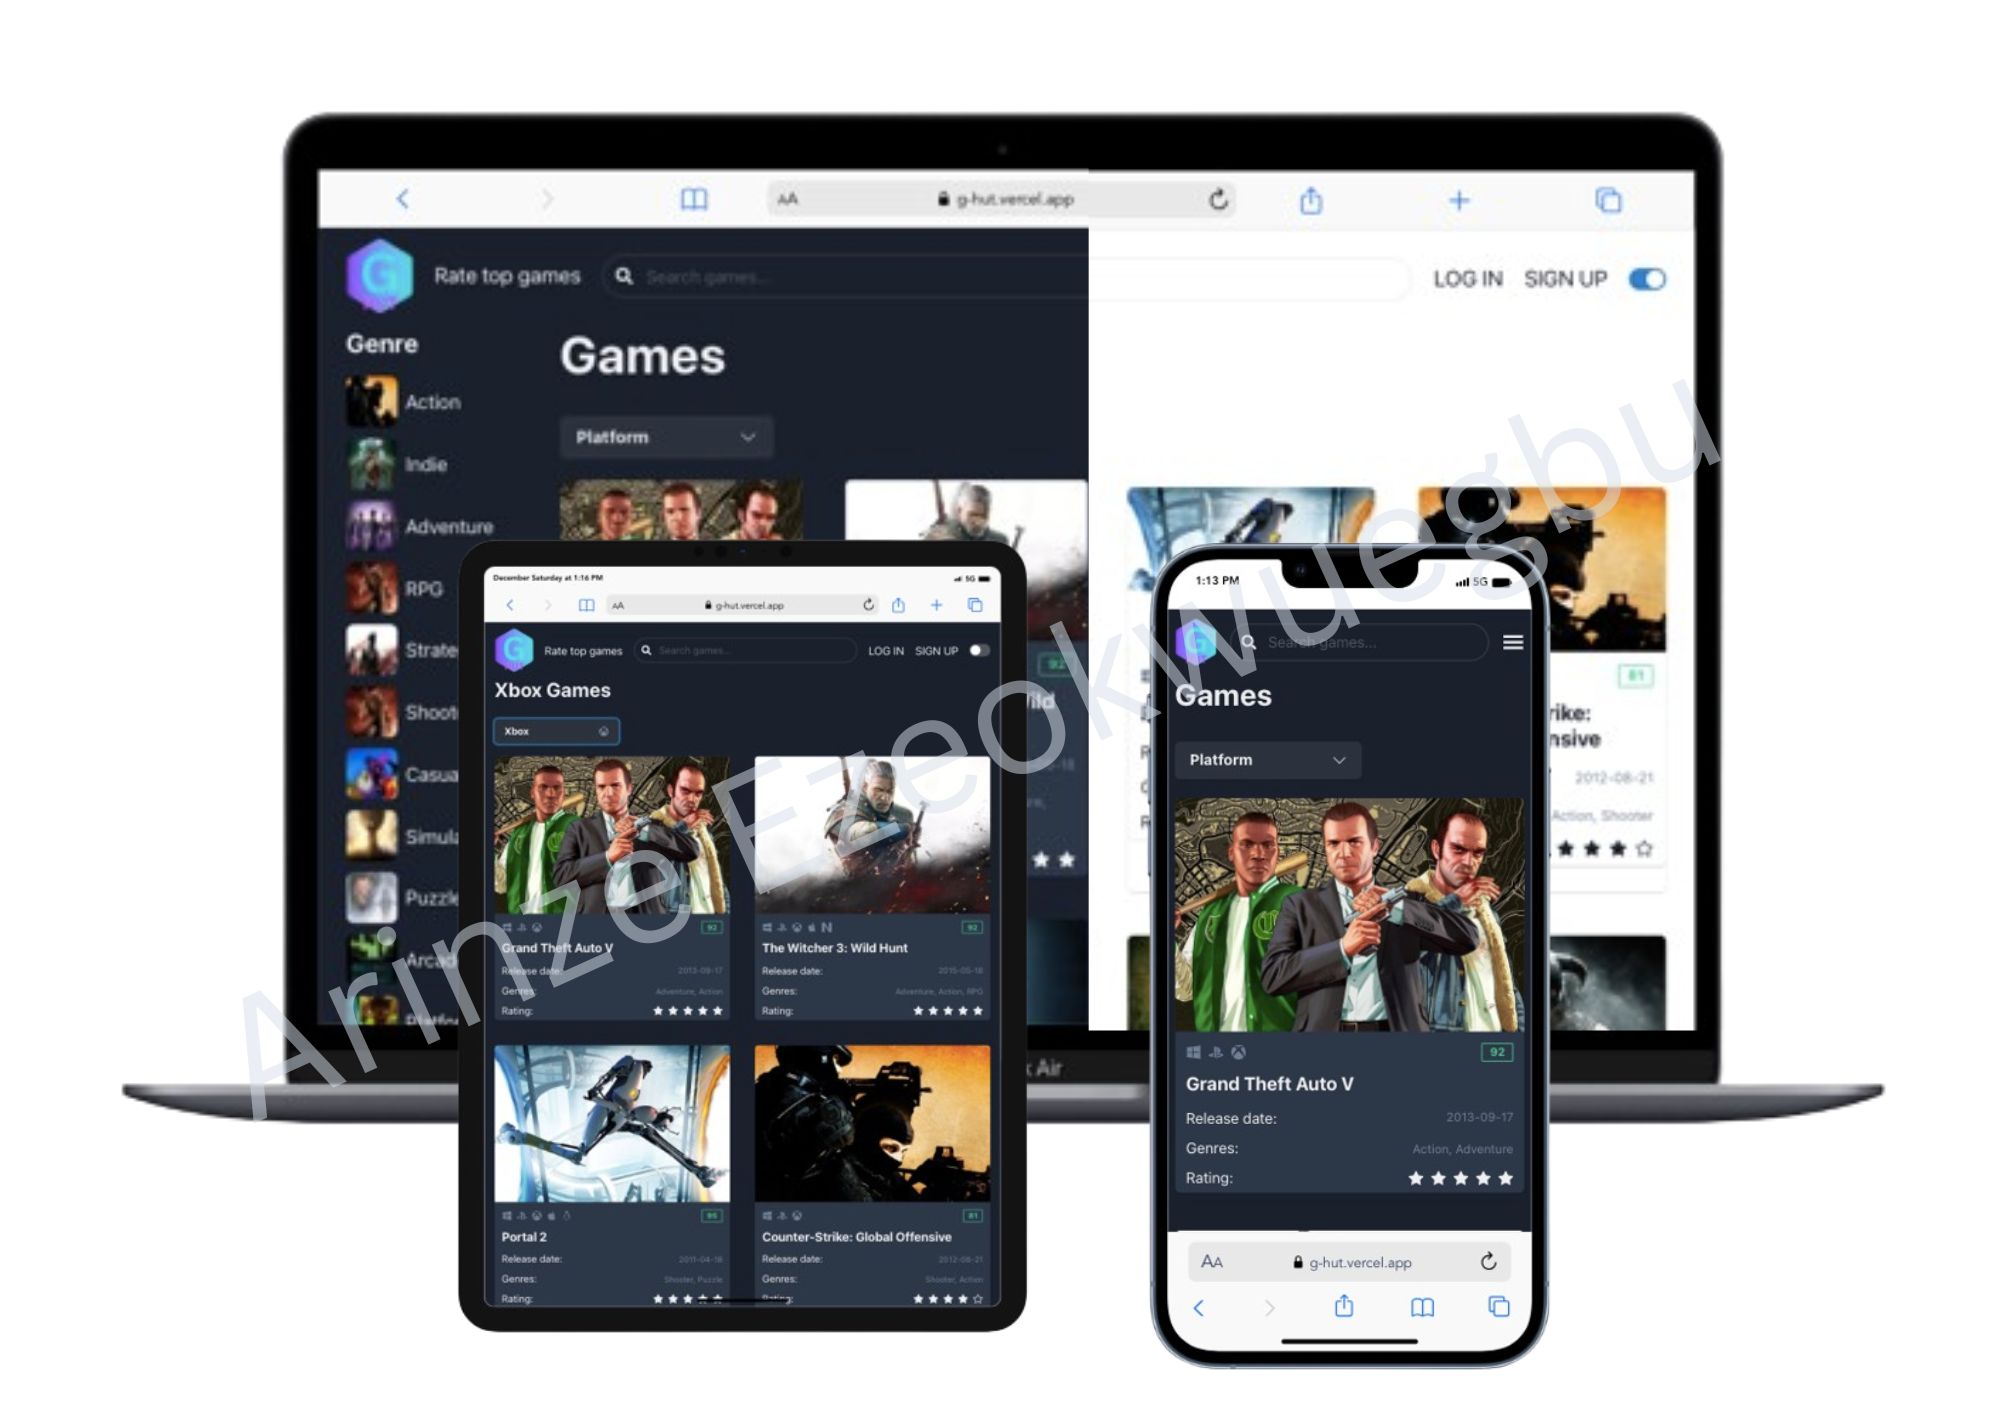 AA g-hut.vercel.app
Rate top games Search games... LOG IN SIGN UP
Genre
Games
Action
Platform
Indie
Adventure
RPG
Strate
Shoot
Casua
Simula
Puzzle
Arcad
92
ild
81
rike:
nsive
2012-08-21
Action, Shooter
Air
December Saturday at 1:16 PM 5G
AA g-hut.vercel.app
G Rate top games Search games... LOG IN SIGN UP
Xbox Games
Xbox
92
Grand Theft Auto V
Release date: 2013-09-17
Genres: Adventure, Action
Rating:
92
The Witcher 3: Wild Hunt
Release date: 2015-05-18
Genres: Adventure, Action, RPG
Rating:
95
Portal 2
Release date: 2011-04-18
Genres: Shooter, Puzzle
Rating:
81
Counter-Strike: Global Offensive
Release date: 2012-08-21
Genres: Shooter, Action
Rating:
1:13 PM 5G
Search games...
Games
Platform
92
Grand Theft Auto V
Release date: 2013-09-17
Genres: Action, Adventure
Rating:
AA g-hut.vercel.app
Arinze Ezeokwuegbu